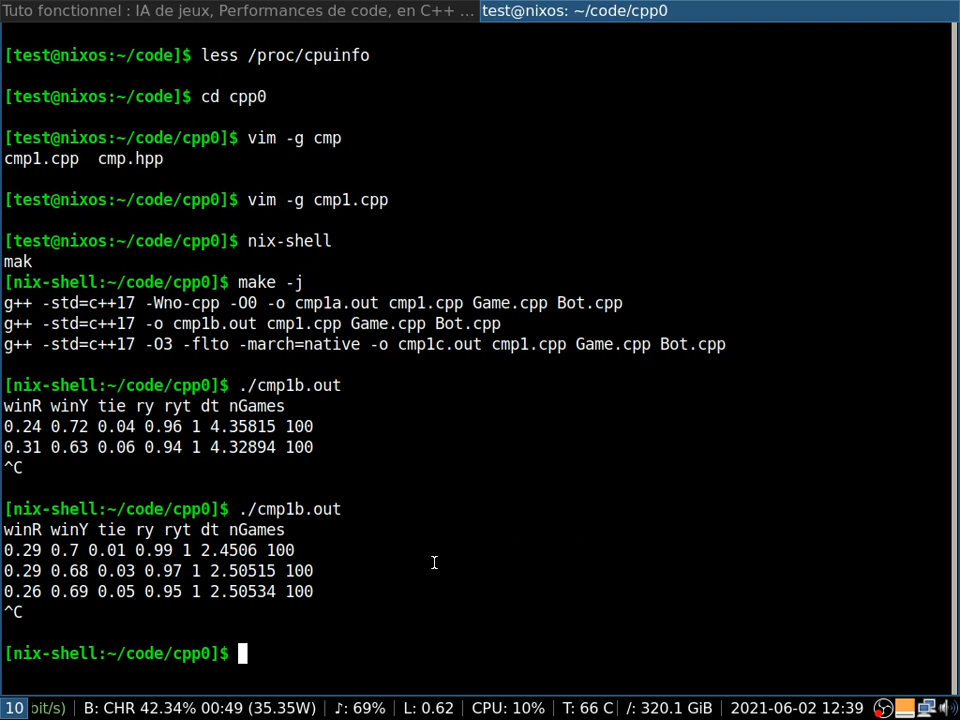 Tuto fonctionnel : IA de jeux, Performances de code, en C++ ...
test@nixos: ~/code/cpp0
[test@nixos:~/code]$ less /proc/cpuinfo
[test@nixos:~/code]$ cd cpp0
[test@nixos:~/code/cpp0]$ vim -g cmp
cmp1.cpp  cmp.hpp
[test@nixos:~/code/cpp0]$ vim -g cmp1.cpp
[test@nixos:~/code/cpp0]$ nix-shell
mak
[nix-shell:~/code/cpp0]$ make -j
g++ -std=c++17 -Wno-cpp -O0 -o cmp1a.out cmp1.cpp Game.cpp Bot.cpp
g++ -std=c++17 -o cmp1b.out cmp1.cpp Game.cpp Bot.cpp
g++ -std=c++17 -O3 -flto -march=native -o cmp1c.out cmp1.cpp Game.cpp Bot.cpp
[nix-shell:~/code/cpp0]$ ./cmp1b.out
winR winY tie ry ryt dt nGames
0.24 0.72 0.04 0.96 1 4.35815 100
0.31 0.63 0.06 0.94 1 4.32894 100
^C
[nix-shell:~/code/cpp0]$ ./cmp1b.out
winR winY tie ry ryt dt nGames
0.29 0.7 0.01 0.99 1 2.4506 100
0.29 0.68 0.03 0.97 1 2.50515 100
0.26 0.69 0.05 0.95 1 2.50534 100
^C
[nix-shell:~/code/cpp0]$
10 bit/s) | B: CHR 42.34% 00:49 (35.35W) | ♪: 69% | L: 0.62 | CPU: 10% | T: 66 C | /: 320.1 GiB | 2021-06-02 12:39